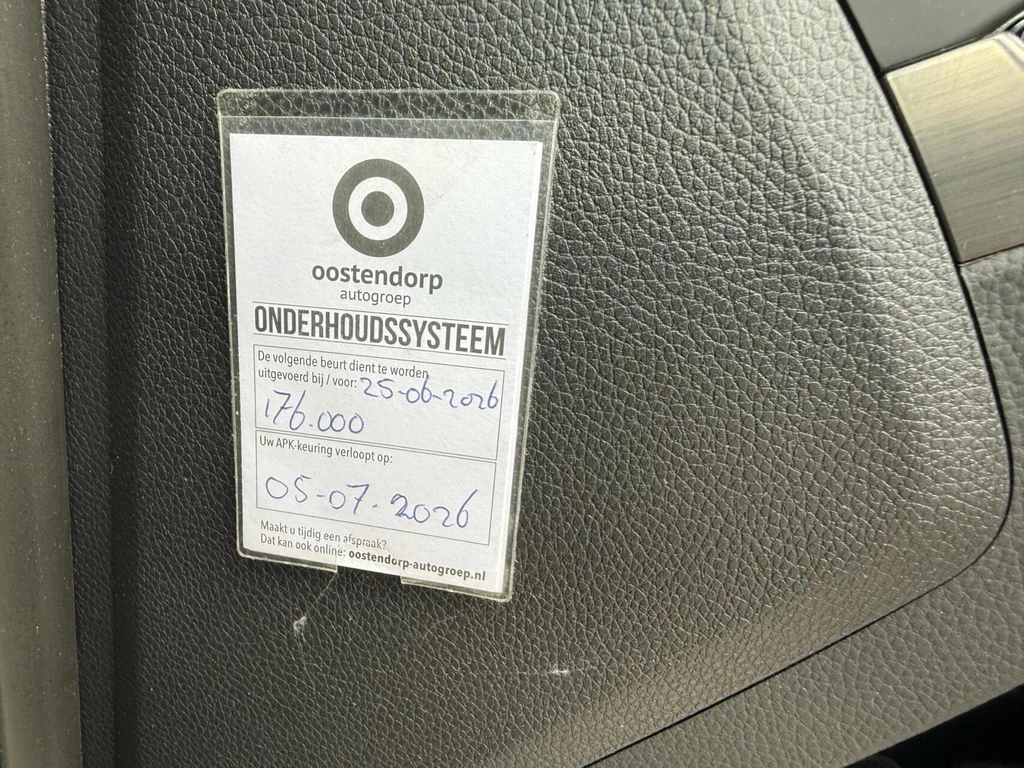 oostendorp
autogroep
ONDERHOUDSSYSTEEM
De volgende beurt dient te worden
uitgevoerd bij / voor: 25-06-2026
176.000
Uw APK-keuring verloopt op:
05-07-2026
Maakt u tijdig een afspraak?
Dat kan ook online: oostendorp-autogroep.nl